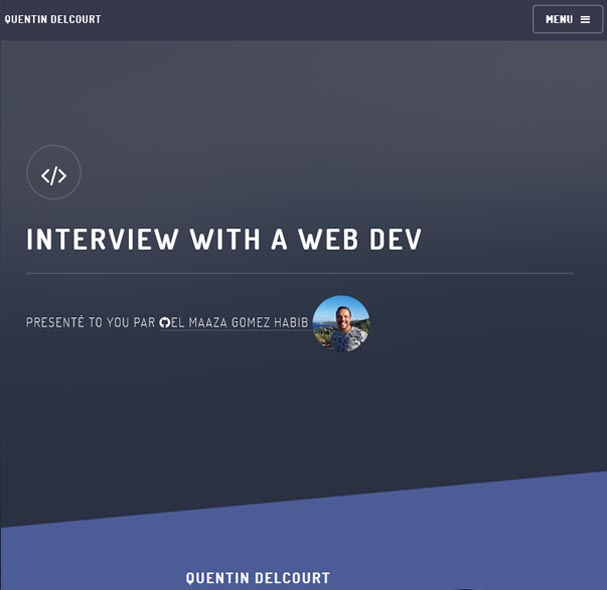 QUENTIN DELCOURT
MENU
</>
INTERVIEW WITH A WEB DEV
PRESENTÉ TO YOU PAR EL MAAZA GOMEZ HABIB
QUENTIN DELCOURT